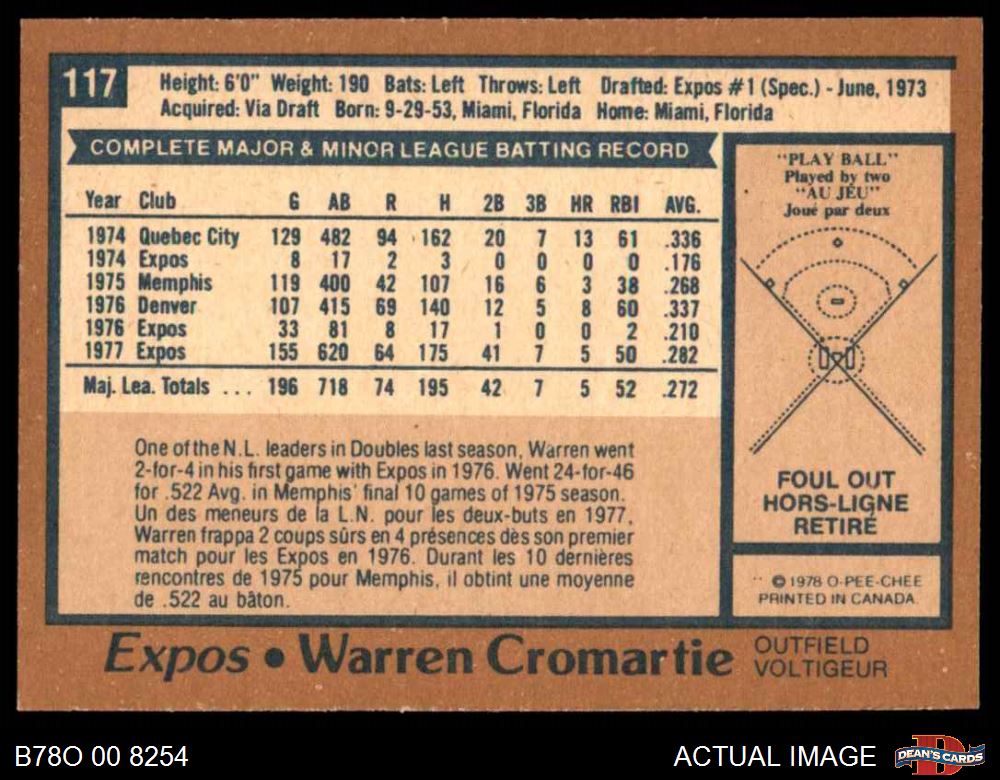 117
Height: 6'0" Weight: 190 Bats: Left Throws: Left Drafted: Expos #1 (Spec.) - June, 1973
Acquired: Via Draft Born: 9-29-53, Miami, Florida Home: Miami, Florida
COMPLETE MAJOR & MINOR LEAGUE BATTING RECORD
Year Club G AB R H 2B 3B HR RBI AVG.
1974 Quebec City 129 482 94 162 20 7 13 61 .336
1974 Expos 8 17 2 3 0 0 0 0 .176
1975 Memphis 119 400 42 107 16 6 3 38 .268
1976 Denver 107 415 69 140 12 5 8 60 .337
1976 Expos 33 81 8 17 1 0 0 2 .210
1977 Expos 155 620 64 175 41 7 5 50 .282
Maj. Lea. Totals ... 196 718 74 195 42 7 5 52 .272
One of the N.L. leaders in Doubles last season, Warren went
2-for-4 in his first game with Expos in 1976. Went 24-for-46
for .522 Avg. in Memphis' final 10 games of 1975 season.
Un des meneurs de la L.N. pour les deux-buts en 1977,
Warren frappa 2 coups sûrs en 4 présences dès son premier
match pour les Expos en 1976. Durant les 10 dernières
rencontres de 1975 pour Memphis, il obtint une moyenne
de .522 au bâton.
"PLAY BALL"
Played by two
"AU JEU"
Joué par deux
FOUL OUT
HORS-LIGNE
RETIRÉ
© 1978 O-PEE-CHEE
PRINTED IN CANADA
Expos • Warren Cromartie
OUTFIELD
VOLTIGEUR
B78O 00 8254
ACTUAL IMAGE
D
DEAN'S CARDS